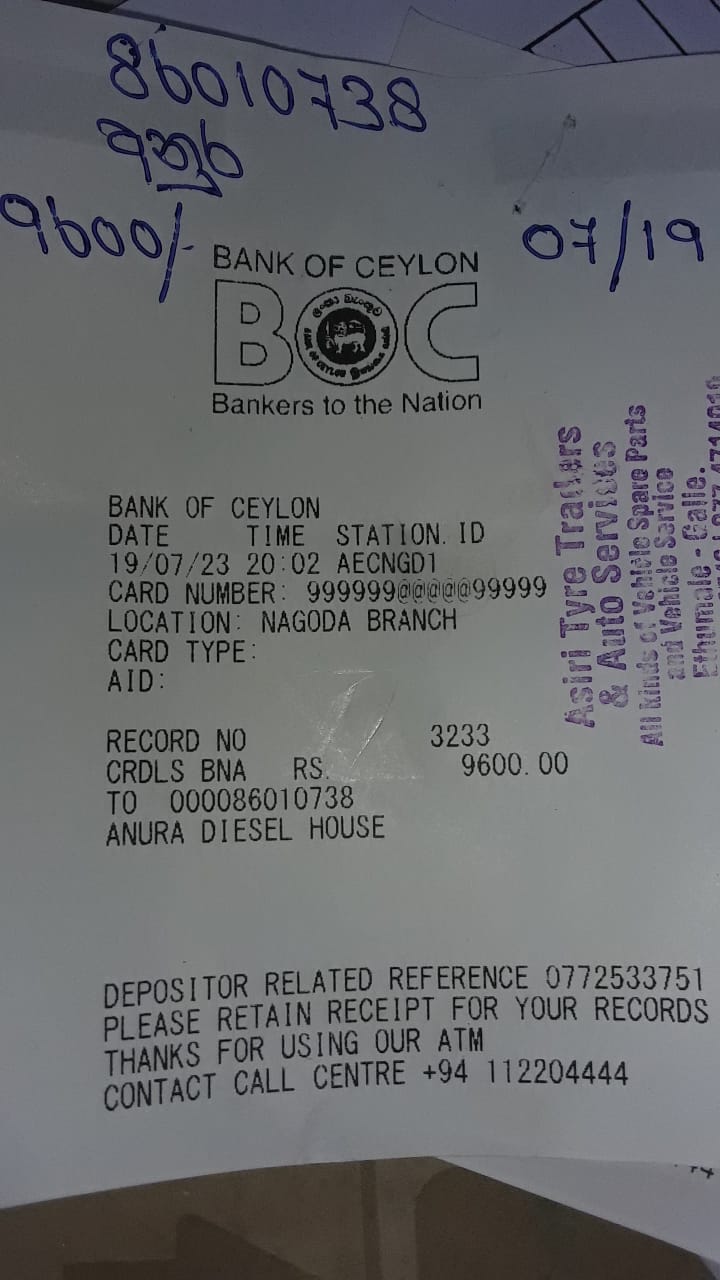 86010738
අනුර
9600/-
07/19
BANK OF CEYLON
BOC
Bankers to the Nation
BANK OF CEYLON
DATE TIME STATION. ID
19/07/23 20:02 AECNGD1
CARD NUMBER: 999999@@@@@99999
LOCATION: NAGODA BRANCH
CARD TYPE:
AID:
RECORD NO 3233
CRDLS BNA RS. 9600.00
TO 000086010738
ANURA DIESEL HOUSE
DEPOSITOR RELATED REFERENCE 0772533751
PLEASE RETAIN RECEIPT FOR YOUR RECORDS
THANKS FOR USING OUR ATM
CONTACT CALL CENTRE +94 112204444
Asiri Tyre Traders
& Auto Services
All Kinds of Vehicle Spare Parts
and Vehicle Service
Ethumale - Galle.